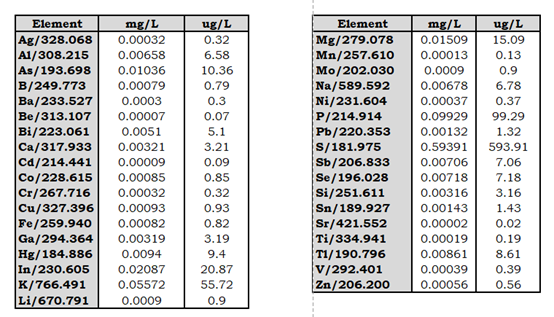 Element mg/L ug/L
Ag/328.068 0.00032 0.32
Al/308.215 0.00658 6.58
As/193.698 0.01036 10.36
B/249.773 0.00079 0.79
Ba/233.527 0.0003 0.3
Be/313.107 0.00007 0.07
Bi/223.061 0.0051 5.1
Ca/317.933 0.00321 3.21
Cd/214.441 0.00009 0.09
Co/228.615 0.00085 0.85
Cr/267.716 0.00032 0.32
Cu/327.396 0.00093 0.93
Fe/259.940 0.00082 0.82
Ga/294.364 0.00319 3.19
Hg/184.886 0.0094 9.4
In/230.605 0.02087 20.87
K/766.491 0.05572 55.72
Li/670.791 0.0009 0.9
Element mg/L ug/L
Mg/279.078 0.01509 15.09
Mn/257.610 0.00013 0.13
Mo/202.030 0.0009 0.9
Na/589.592 0.00678 6.78
Ni/231.604 0.00037 0.37
P/214.914 0.09929 99.29
Pb/220.353 0.00132 1.32
S/181.975 0.59391 593.91
Sb/206.833 0.00706 7.06
Se/196.028 0.00718 7.18
Si/251.611 0.00316 3.16
Sn/189.927 0.00143 1.43
Sr/421.552 0.00002 0.02
Ti/334.941 0.00019 0.19
Tl/190.796 0.00861 8.61
V/292.401 0.00039 0.39
Zn/206.200 0.00056 0.56